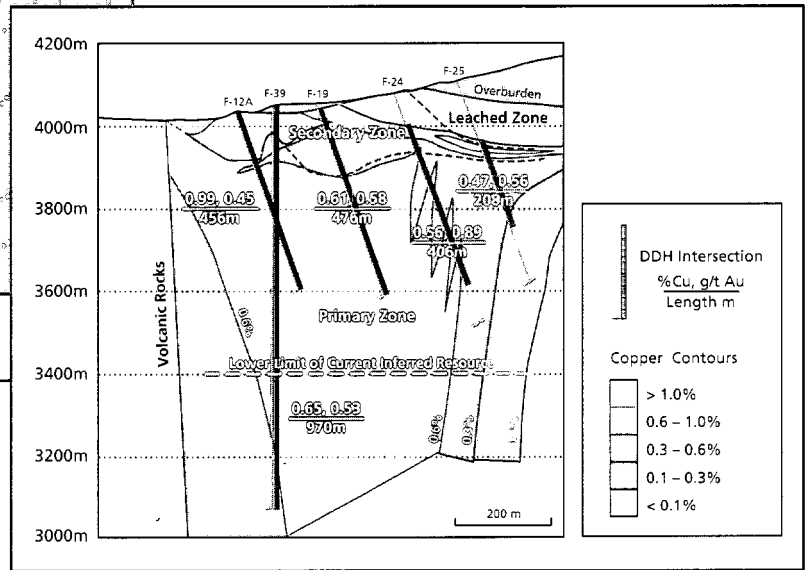 4200m
4000m
3800m
3600m
3400m
3200m
3000m
F-12A
F-39
F-19
F-24
F-25
Overburden
Leached Zone
Secondary Zone
0.99, 0.45
456m
0.61, 0.58
476m
0.47, 0.56
208m
0.56, 0.89
406m
Volcanic Rocks
0.6%
Primary Zone
Lower Limit of Current Inferred Resource
0.65, 0.53
970m
0.6%
0.3%
200 m
DDH Intersection
%Cu, g/t Au
Length m
Copper Contours
> 1.0%
0.6 – 1.0%
0.3 – 0.6%
0.1 – 0.3%
< 0.1%